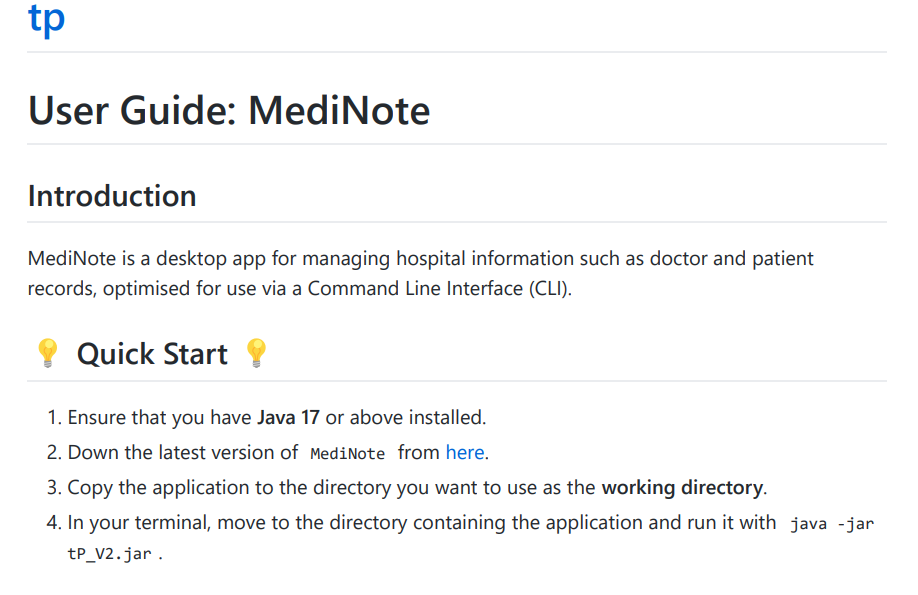 tp
User Guide: MediNote
Introduction
MediNote is a desktop app for managing hospital information such as doctor and patient
records, optimised for use via a Command Line Interface (CLI).
💡 Quick Start 💡
1. Ensure that you have Java 17 or above installed.
2. Down the latest version of MediNote from here.
3. Copy the application to the directory you want to use as the working directory.
4. In your terminal, move to the directory containing the application and run it with java -jar
tP_V2.jar .